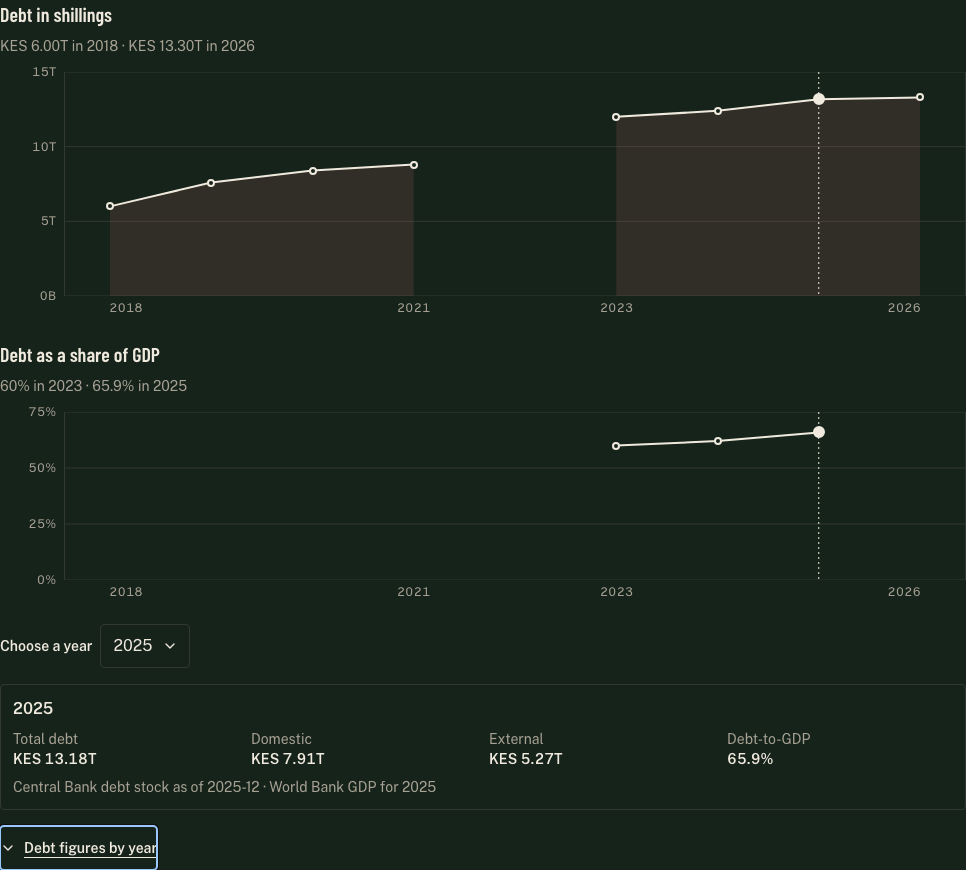 Debt in shillings
KES 6.00T in 2018 · KES 13.30T in 2026
15T
10T
5T
0B
2018 2021 2023 2026
Debt as a share of GDP
60% in 2023 · 65.9% in 2025
75%
50%
25%
0%
2018 2021 2023 2026
Choose a year 2025
2025
Total debt Domestic External Debt-to-GDP
KES 13.18T KES 7.91T KES 5.27T 65.9%
Central Bank debt stock as of 2025-12 · World Bank GDP for 2025
Debt figures by year